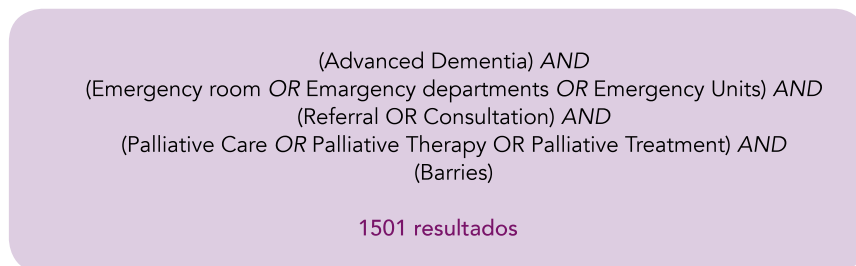 (Advanced Dementia) AND
(Emergency room OR Emargency departments OR Emergency Units) AND
(Referral OR Consultation) AND
(Palliative Care OR Palliative Therapy OR Palliative Treatment) AND
(Barries)
1501 resultados